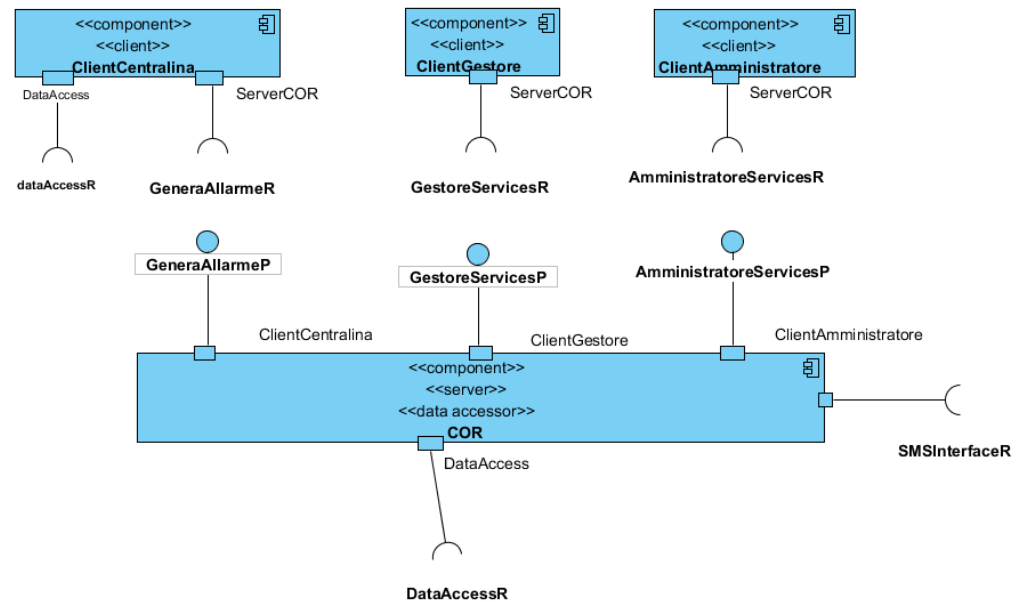 <<component>>
<<client>>
ClientCentralina
DataAccess
ServerCOR
dataAccessR
GeneraAllarmeR
<<component>>
<<client>>
ClientGestore
ServerCOR
GestoreServicesR
<<component>>
<<client>>
ClientAmministratore
ServerCOR
AmministratoreServicesR
GeneraAllarmeP
GestoreServicesP
AmministratoreServicesP
ClientCentralina
ClientGestore
ClientAmministratore
<<component>>
<<server>>
<<data accessor>>
COR
DataAccess
SMSInterfaceR
DataAccessR